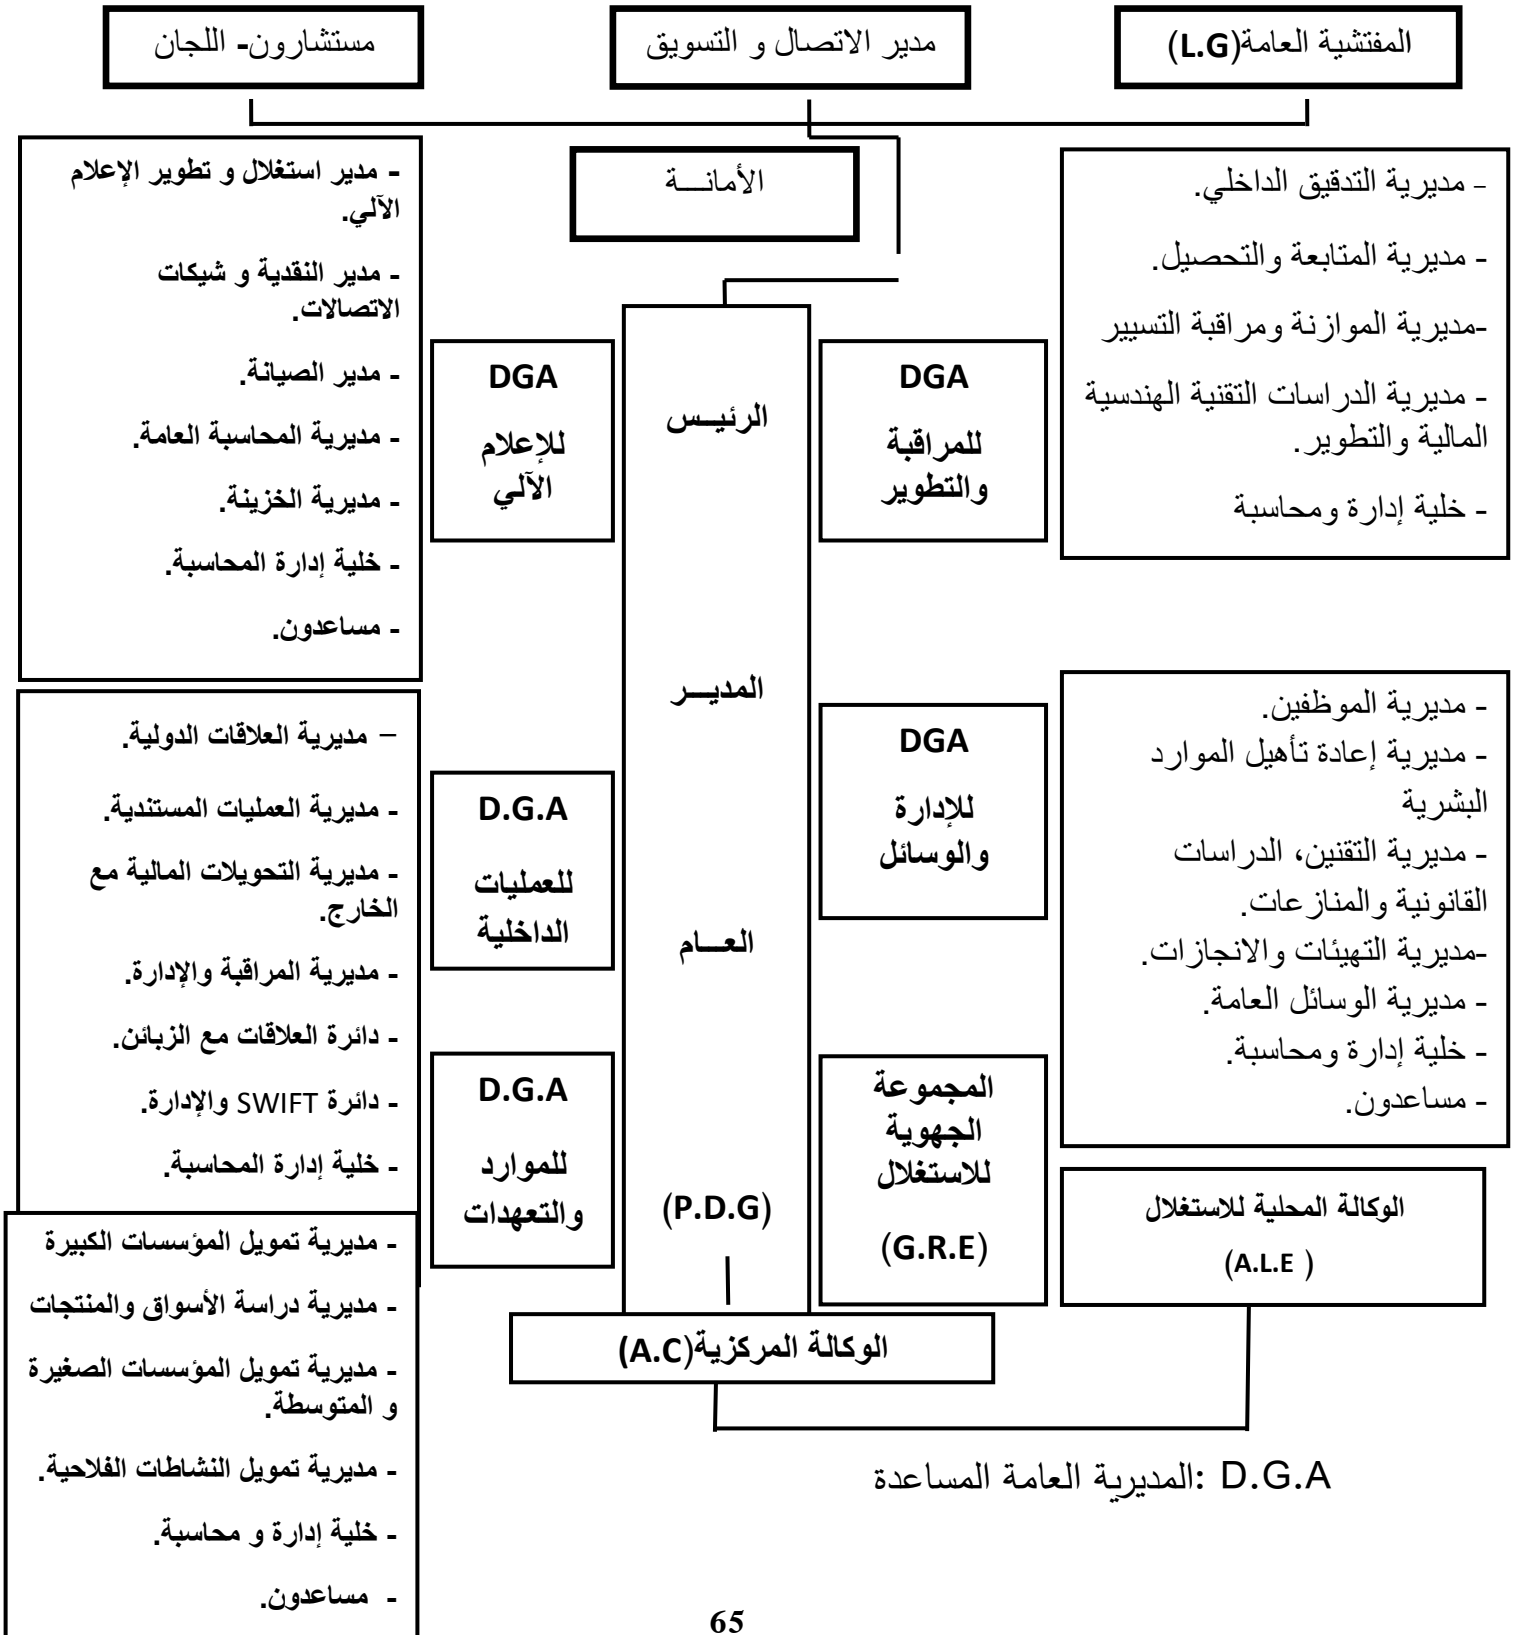 المفتشية العامة(L.G)
مدير الاتصال و التسويق
مستشارون- اللجان
الأمانـــة
- مديرية التدقيق الداخلي.
- مديرية المتابعة والتحصيل.
-مديرية الموازنة ومراقبة التسيير
- مديرية الدراسات التقنية الهندسية
المالية والتطوير.
- خلية إدارة ومحاسبة
DGA
للمراقبة
والتطوير
الرئيــس
المديــر
العــام
(P.D.G)
DGA
للإعلام
الآلي
- مدير استغلال و تطوير الإعلام
الآلي.
- مدير النقدية و شيكات
الاتصالات.
- مدير الصيانة.
- مديرية المحاسبة العامة.
- مديرية الخزينة.
- خلية إدارة المحاسبة.
- مساعدون.
- مديرية الموظفين.
- مديرية إعادة تأهيل الموارد
البشرية
- مديرية التقنين، الدراسات
القانونية والمنازعات.
-مديرية التهيئات والانجازات.
- مديرية الوسائل العامة.
- خلية إدارة ومحاسبة.
- مساعدون.
DGA
للإدارة
والوسائل
D.G.A
للعمليات
الداخلية
– مديرية العلاقات الدولية.
- مديرية العمليات المستندية.
- مديرية التحويلات المالية مع
الخارج.
- مديرية المراقبة والإدارة.
- دائرة العلاقات مع الزبائن.
- دائرة SWIFT والإدارة.
- خلية إدارة المحاسبة.
الوكالة المحلية للاستغلال
(A.L.E )
المجموعة
الجهوية
للاستغلال
(G.R.E)
D.G.A
للموارد
والتعهدات
- مديرية تمويل المؤسسات الكبيرة
- مديرية دراسة الأسواق والمنتجات
- مديرية تمويل المؤسسات الصغيرة
و المتوسطة.
- مديرية تمويل النشاطات الفلاحية.
- خلية إدارة و محاسبة.
- مساعدون.
الوكالة المركزية(A.C)
D.G.A :المديرية العامة المساعدة
65